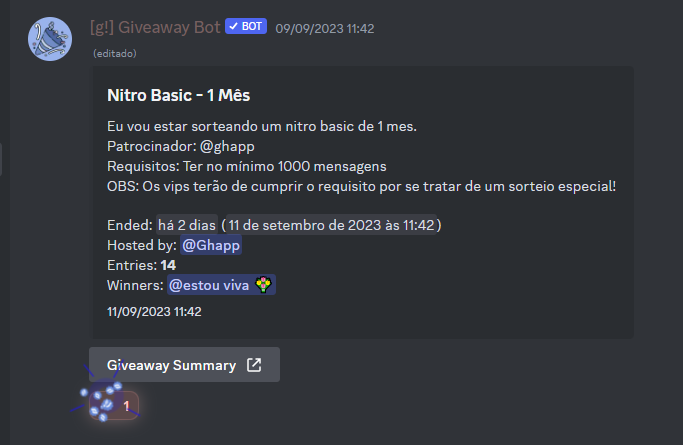 [g!] Giveaway Bot ✓ BOT 09/09/2023 11:42
(editado)
Nitro Basic - 1 Mês
Eu vou estar sorteando um nitro basic de 1 mes.
Patrocinador: @ghapp
Requisitos: Ter no mínimo 1000 mensagens
OBS: Os vips terão de cumprir o requisito por se tratar de um sorteio especial!
Ended: há 2 dias (11 de setembro de 2023 às 11:42)
Hosted by: @Ghapp
Entries: 14
Winners: @estou viva
11/09/2023 11:42
Giveaway Summary
1